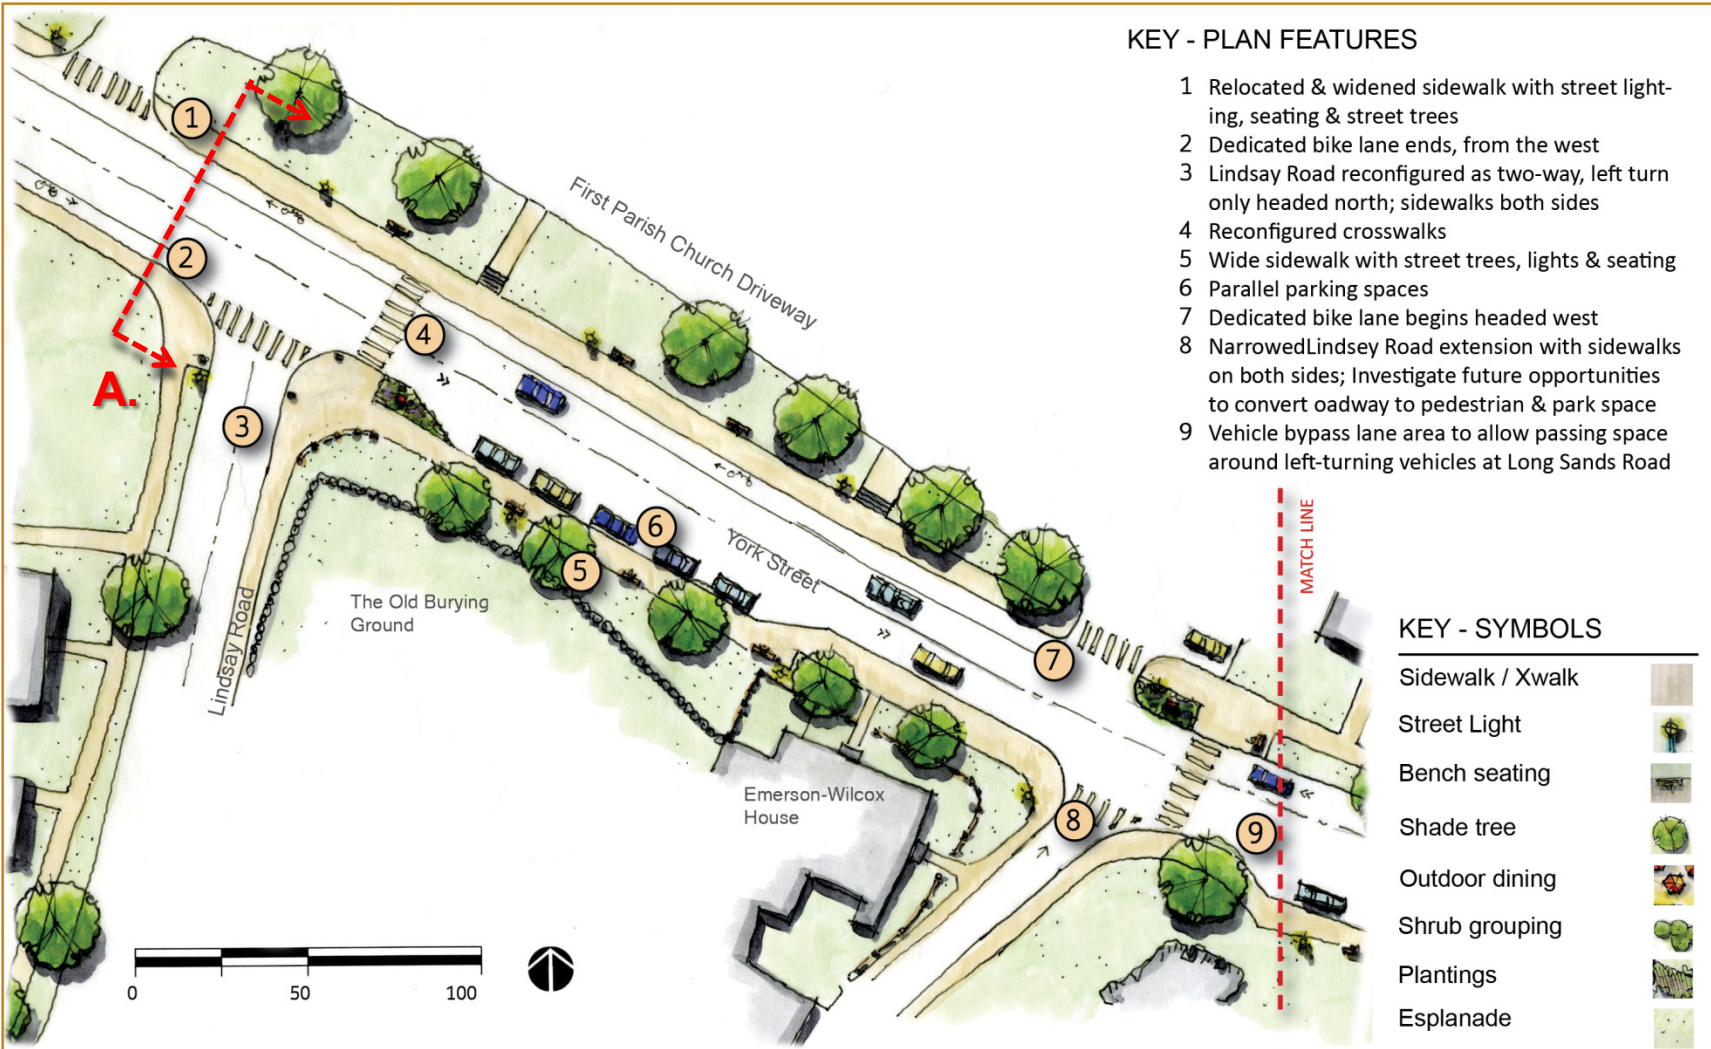 KEY - PLAN FEATURES
1 Relocated & widened sidewalk with street light-
ing, seating & street trees
2 Dedicated bike lane ends, from the west
3 Lindsay Road reconfigured as two-way, left turn
only headed north; sidewalks both sides
4 Reconfigured crosswalks
5 Wide sidewalk with street trees, lights & seating
6 Parallel parking spaces
7 Dedicated bike lane begins headed west
8 NarrowedLindsey Road extension with sidewalks
on both sides; Investigate future opportunities
to convert oadway to pedestrian & park space
9 Vehicle bypass lane area to allow passing space
around left-turning vehicles at Long Sands Road
1
2
A.
3
4
First Parish Church Driveway
5
6
York Street
The Old Burying
Ground
Lindsay Road
7
MATCH LINE
Emerson-Wilcox
House
8
9
0 50 100
KEY - SYMBOLS
Sidewalk / Xwalk
Street Light
Bench seating
Shade tree
Outdoor dining
Shrub grouping
Plantings
Esplanade